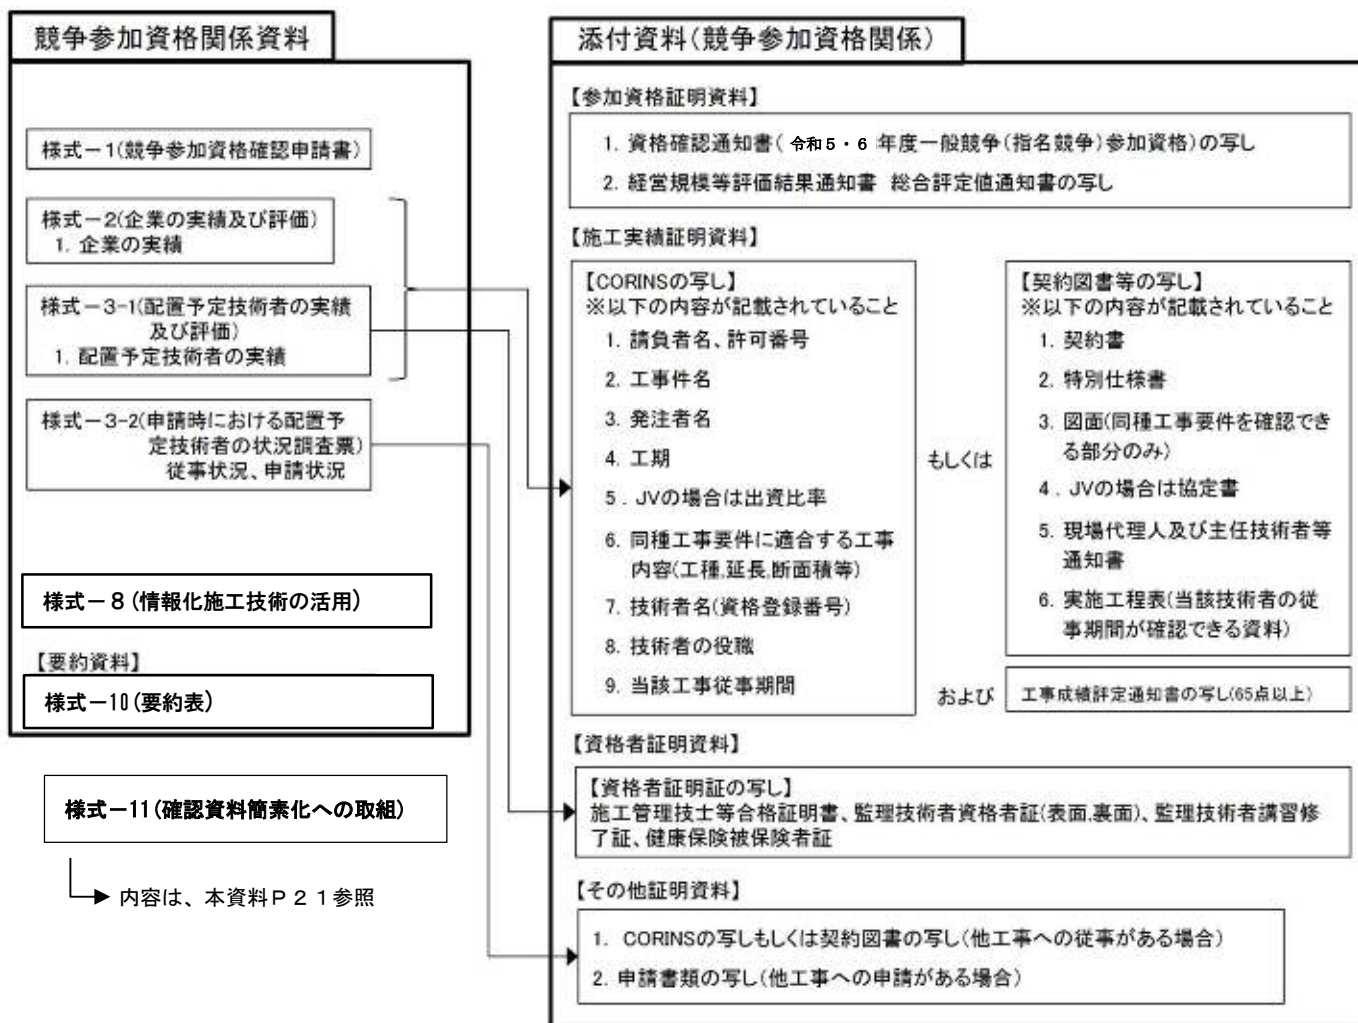 競争参加資格関係資料
様式－1(競争参加資格確認申請書)
様式－2(企業の実績及び評価)
1. 企業の実績
様式－3-1(配置予定技術者の実績
及び評価)
1. 配置予定技術者の実績
様式－3-2(申請時における配置予
定技術者の状況調査票)
従事状況、申請状況
様式－８(情報化施工技術の活用)
【要約資料】
様式－10(要約表)
様式－11(確認資料簡素化への取組)
内容は、本資料Ｐ２１参照
添付資料(競争参加資格関係)
【参加資格証明資料】
1. 資格確認通知書( 令和５・６ 年度一般競争(指名競争)参加資格)の写し
2. 経営規模等評価結果通知書 総合評定値通知書の写し
【施工実績証明資料】
【CORINSの写し】
※以下の内容が記載されていること
1. 請負者名、許可番号
2. 工事件名
3. 発注者名
4. 工期
5 . JVの場合は出資比率
6. 同種工事要件に適合する工事
内容(工種,延長,断面積等)
7. 技術者名(資格登録番号)
8. 技術者の役職
9. 当該工事従事期間
もしくは
【契約図書等の写し】
※以下の内容が記載されていること
1. 契約書
2. 特別仕様書
3. 図面(同種工事要件を確認でき
る部分のみ)
4 . JVの場合は協定書
5. 現場代理人及び主任技術者等
通知書
6. 実施工程表(当該技術者の従
事期間が確認できる資料)
および
工事成績評定通知書の写し(65点以上)
【資格者証明資料】
【資格者証明証の写し】
施工管理技士等合格証明書、監理技術者資格者証(表面,裏面)、監理技術者講習修
了証、健康保険被保険者証
【その他証明資料】
1. CORINSの写しもしくは契約図書の写し(他工事への従事がある場合)
2. 申請書類の写し(他工事への申請がある場合)